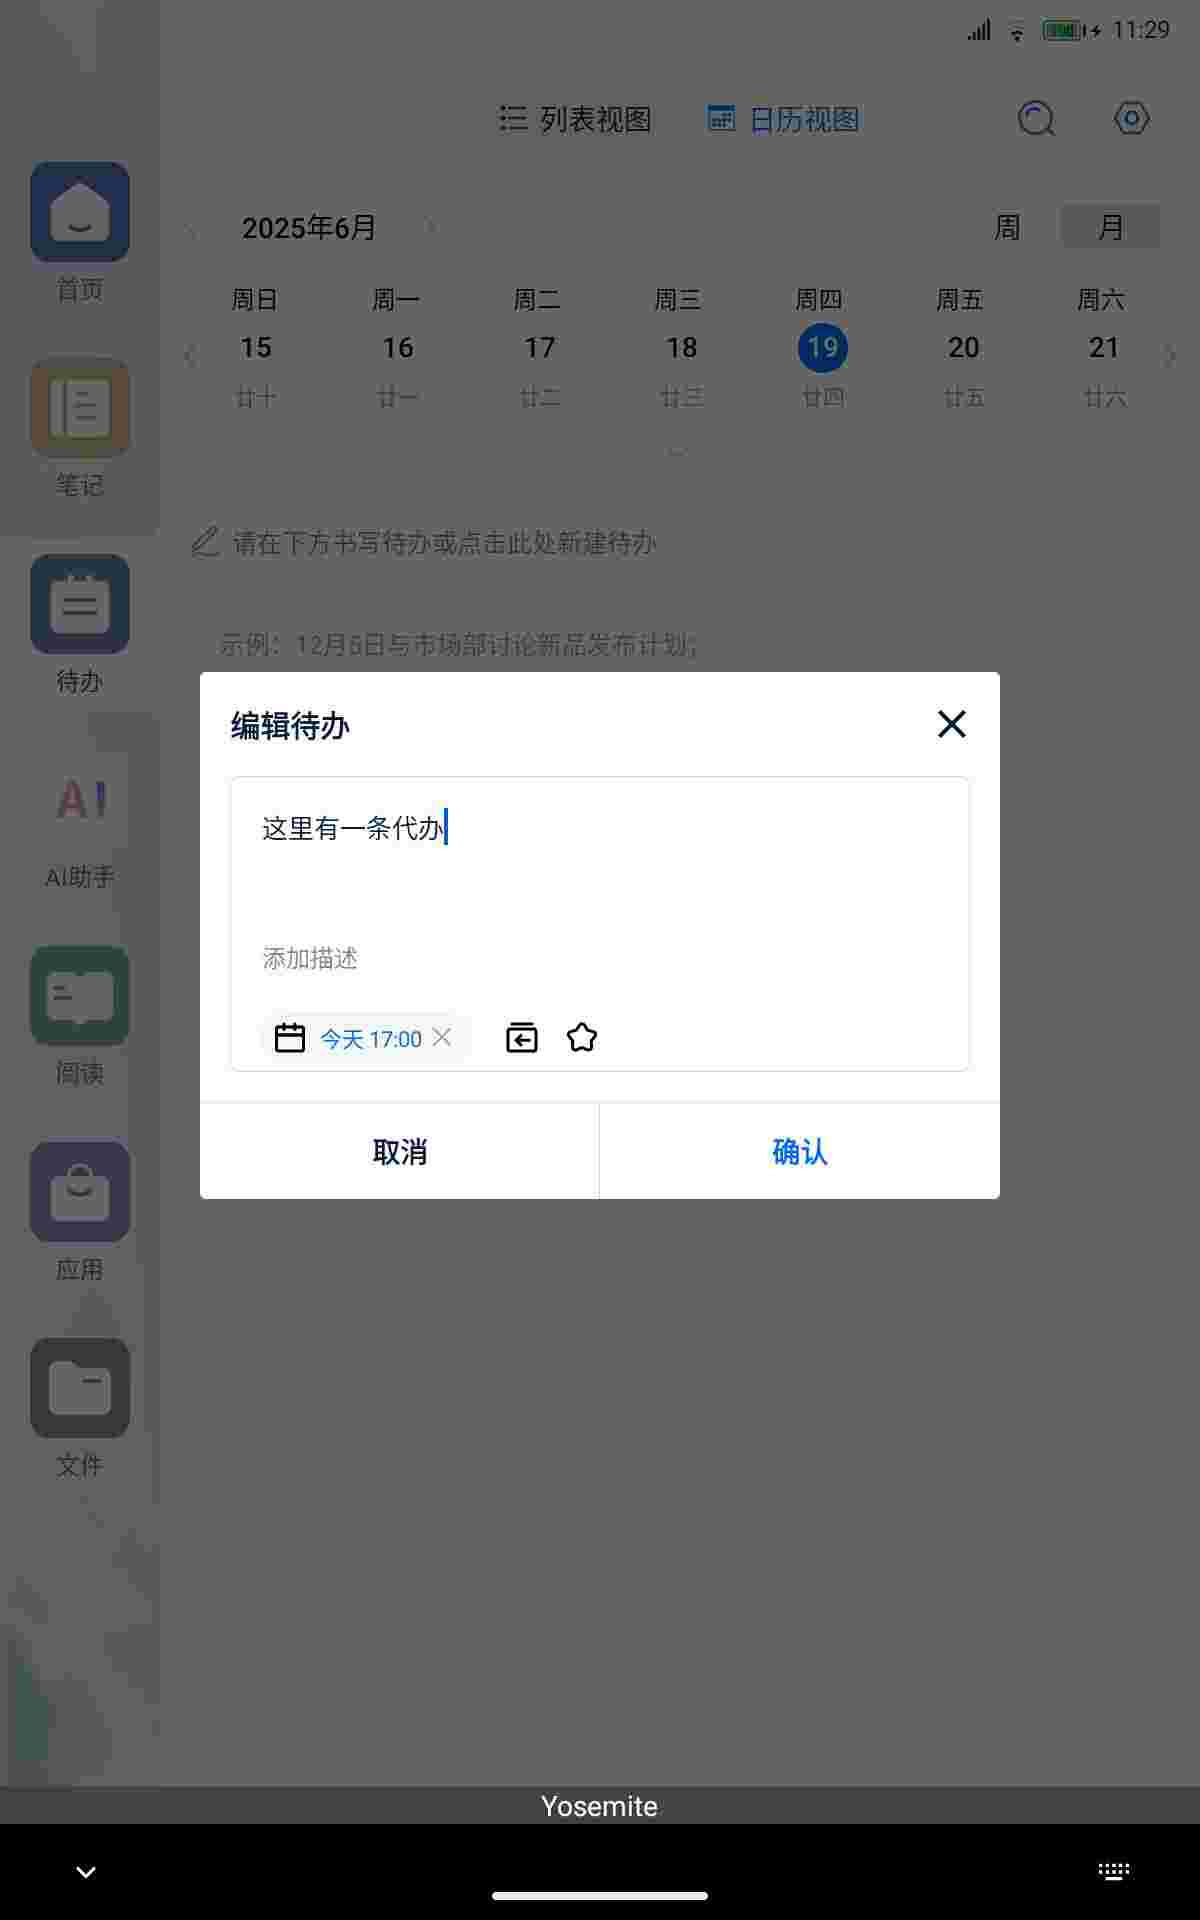 11:29
列表视图
日历视图
2025年6月
周
月
周日 周一 周二 周三 周四 周五 周六
15 16 17 18 19 20 21
廿十 廿一 廿二 廿三 廿四 廿五 廿六
请在下方书写待办或点击此处新建待办
示例：12月6日与市场部讨论新品发布计划；
首页
笔记
待办
AI
AI助手
阅读
应用
文件
编辑待办
这里有一条代办
添加描述
今天 17:00
取消
确认
Yosemite